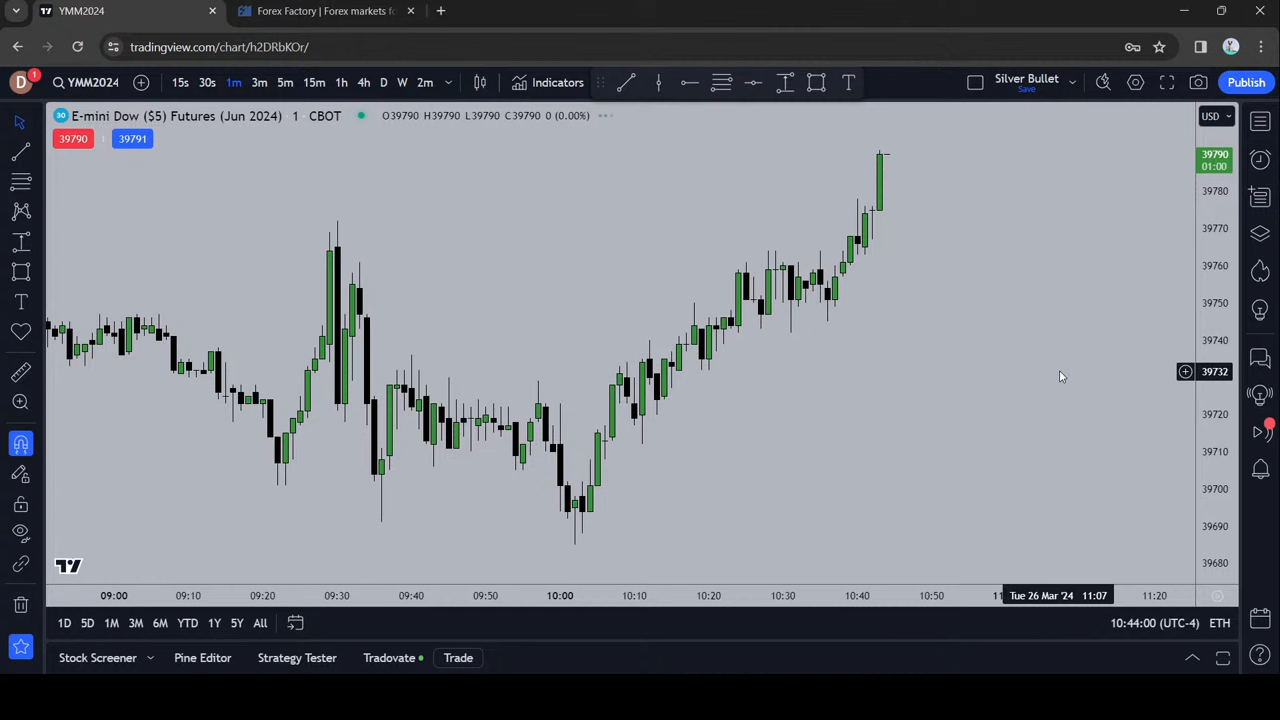 YMM2024
Forex Factory | Forex markets fo
tradingview.com/chart/h2DRbKOr/
D 1 YMM2024 15s 30s 1m 3m 5m 15m 1h 4h D W 2m Indicators Silver Bullet Save Publish
30 E-mini Dow ($5) Futures (Jun 2024) · 1 · CBOT O39790 H39790 L39790 C39790 0 (0.00%) USD
39790 1 39791
39790
01:00
39780
39770
39760
39750
39740
39732
39720
39710
39700
39690
39680
09:00 09:10 09:20 09:30 09:40 09:50 10:00 10:10 10:20 10:30 10:40 10:50 Tue 26 Mar '24 11:07 11:20
1D 5D 1M 3M 6M YTD 1Y 5Y All 10:44:00 (UTC-4) ETH
Stock Screener Pine Editor Strategy Tester Tradovate Trade